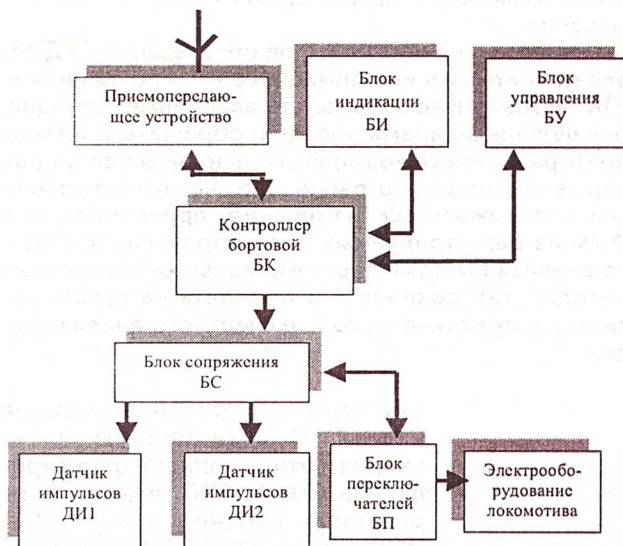 Приемопередаю-
щее устройство
Блок
индикации
БИ
Блок
управления
БУ
Контроллер
бортовой
БК
Блок сопряжения
БС
Датчик
импульсов
ДИ1
Датчик
импульсов
ДИ2
Блок
переклю-
чателей
БП
Электрообо-
рудование
локомотива